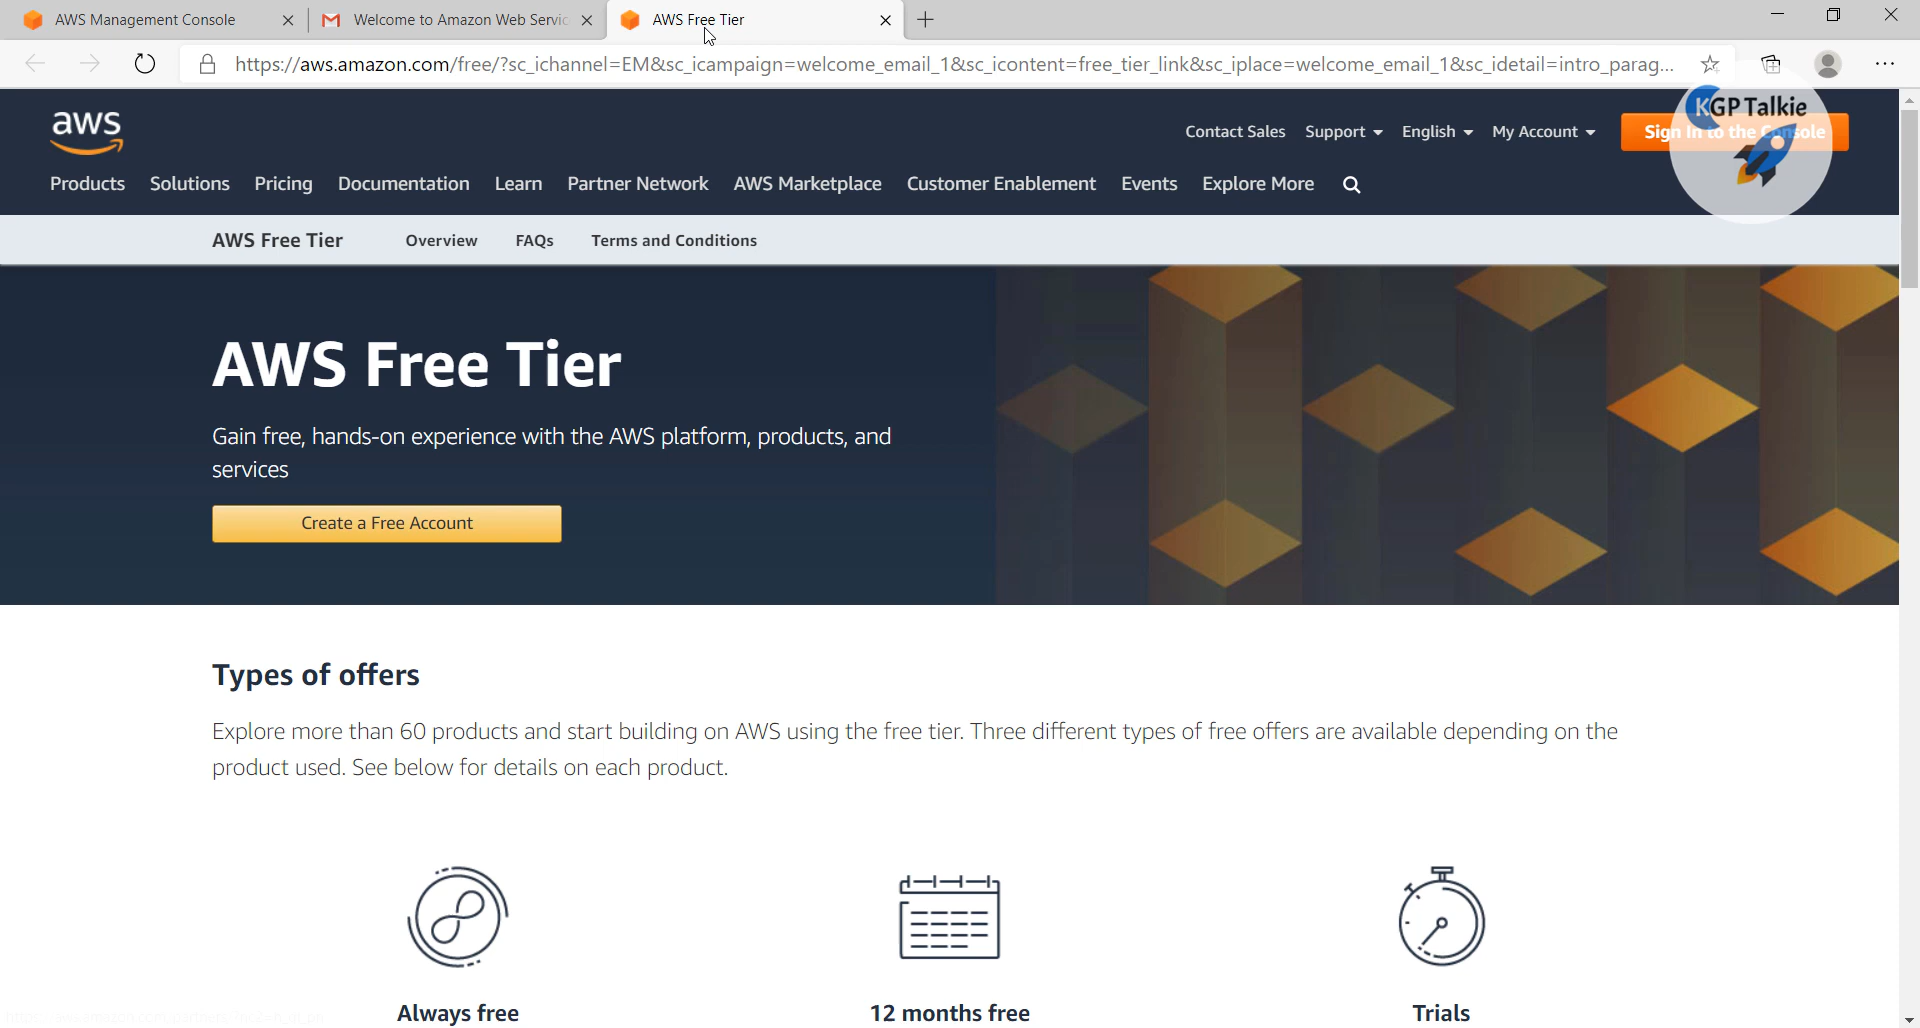 AWS Management Console
Welcome to Amazon Web Servic
AWS Free Tier
https://aws.amazon.com/free/?sc_ichannel=EM&sc_icampaign=welcome_email_1&sc_icontent=free_tier_link&sc_iplace=welcome_email_1&sc_idetail=intro_parag...
KGP Talkie
aws
Contact Sales Support English My Account Sign In to the Console
Products Solutions Pricing Documentation Learn Partner Network AWS Marketplace Customer Enablement Events Explore More
AWS Free Tier Overview FAQs Terms and Conditions
AWS Free Tier
Gain free, hands-on experience with the AWS platform, products, and
services
Create a Free Account
Types of offers
Explore more than 60 products and start building on AWS using the free tier. Three different types of free offers are available depending on the
product used. See below for details on each product.
Always free
12 months free
Trials